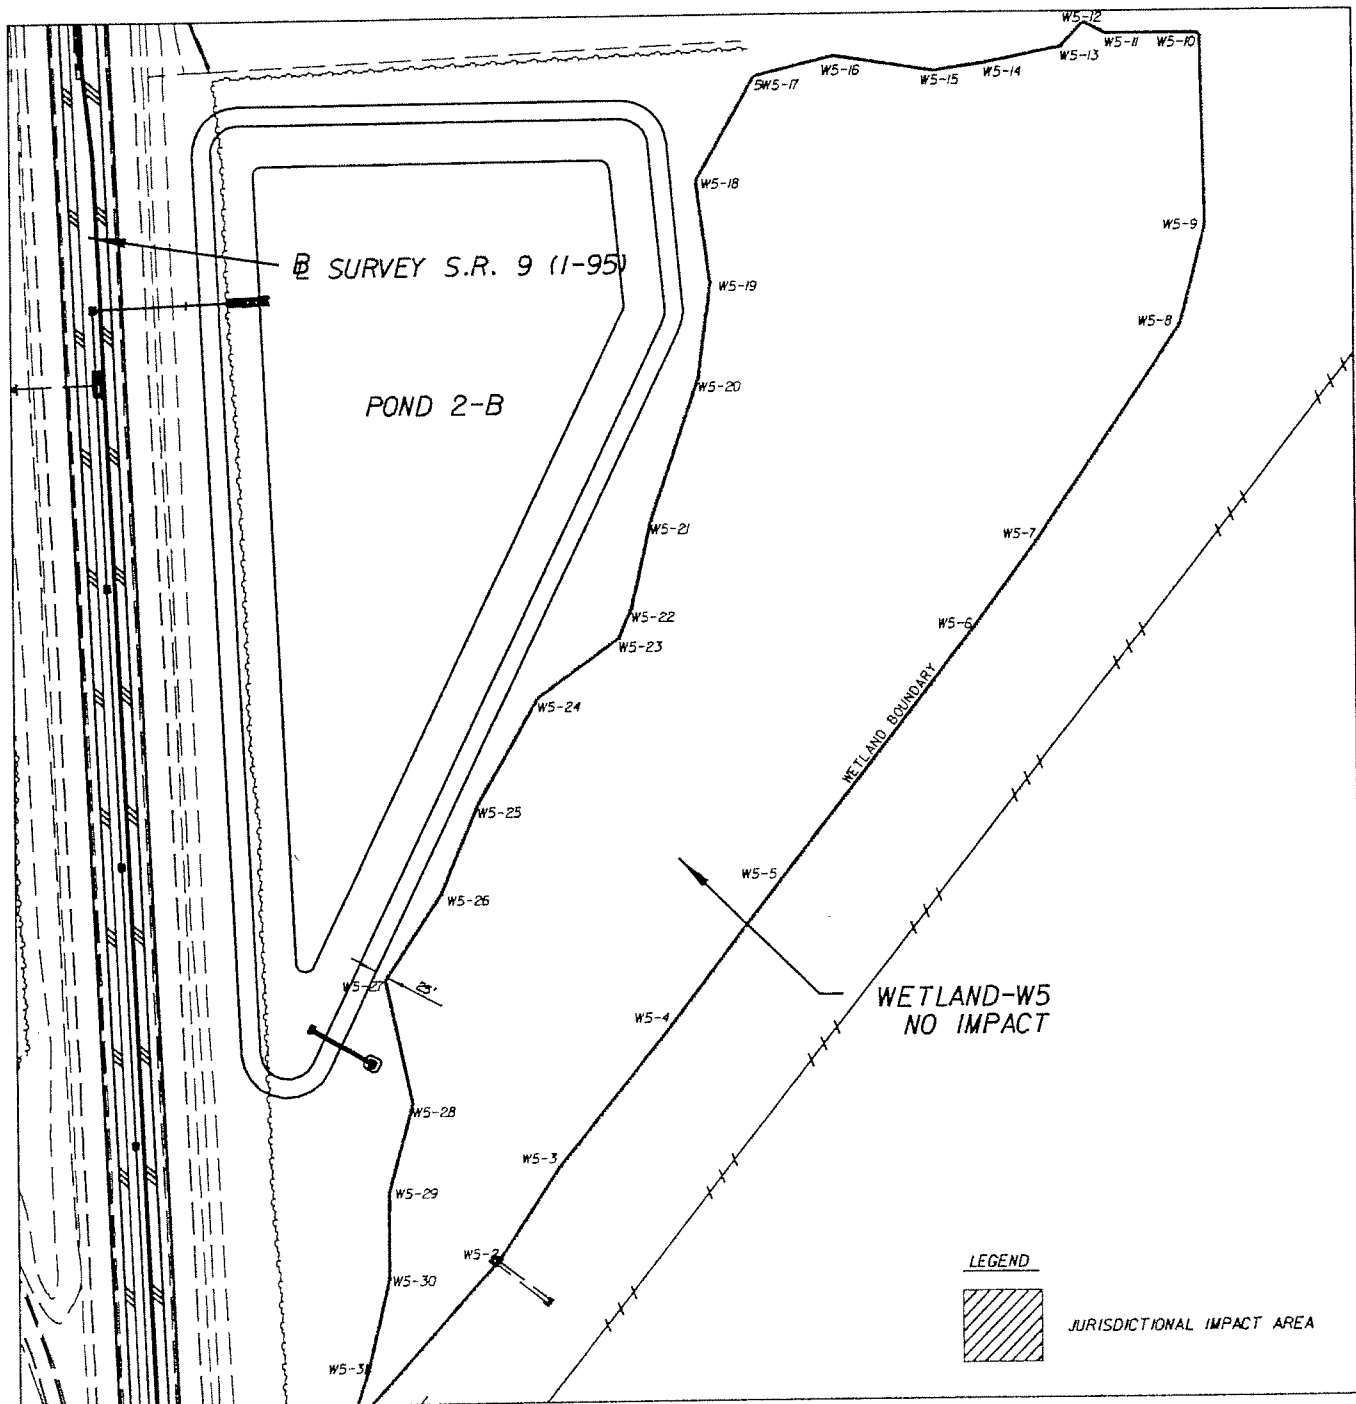 W5-12
W5-11
W5-10
W5-13
W5-14
W5-15
W5-16
5W5-17
W5-18
W5-9
W5-19
W5-8
SURVEY S.R. 9 (I-95)
W5-20
POND 2-B
W5-21
W5-7
W5-22
W5-6
W5-23
W5-24
WETLAND BOUNDARY
W5-25
W5-5
W5-26
W5-27
25'
WETLAND-W5
NO IMPACT
W5-4
W5-28
W5-3
W5-29
W5-2
W5-30
W5-31
LEGEND
JURISDICTIONAL IMPACT AREA